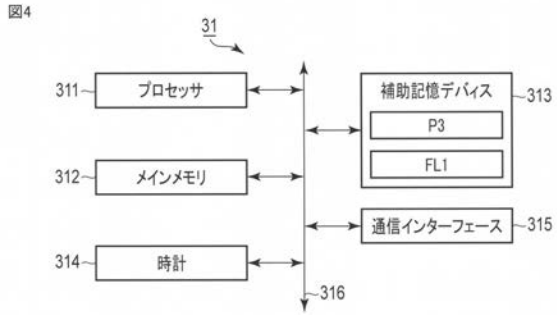 図4
31
311
プロセッサ
補助記憶デバイス
313
P3
FL1
312
メインメモリ
通信インターフェース
315
314
時計
316